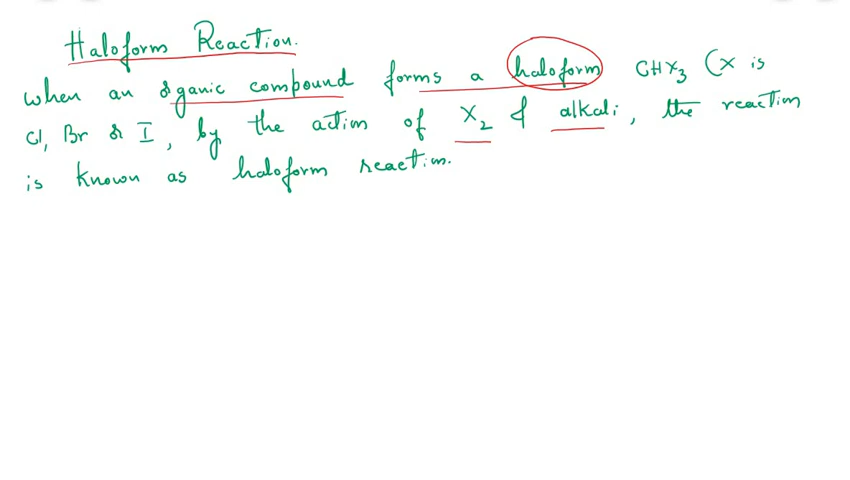 Haloform Reaction.
when an organic compound forms a haloform CHX₃ (X is
Cl, Br & I, by the action of X₂ & alkali, the reaction
is known as haloform reaction.